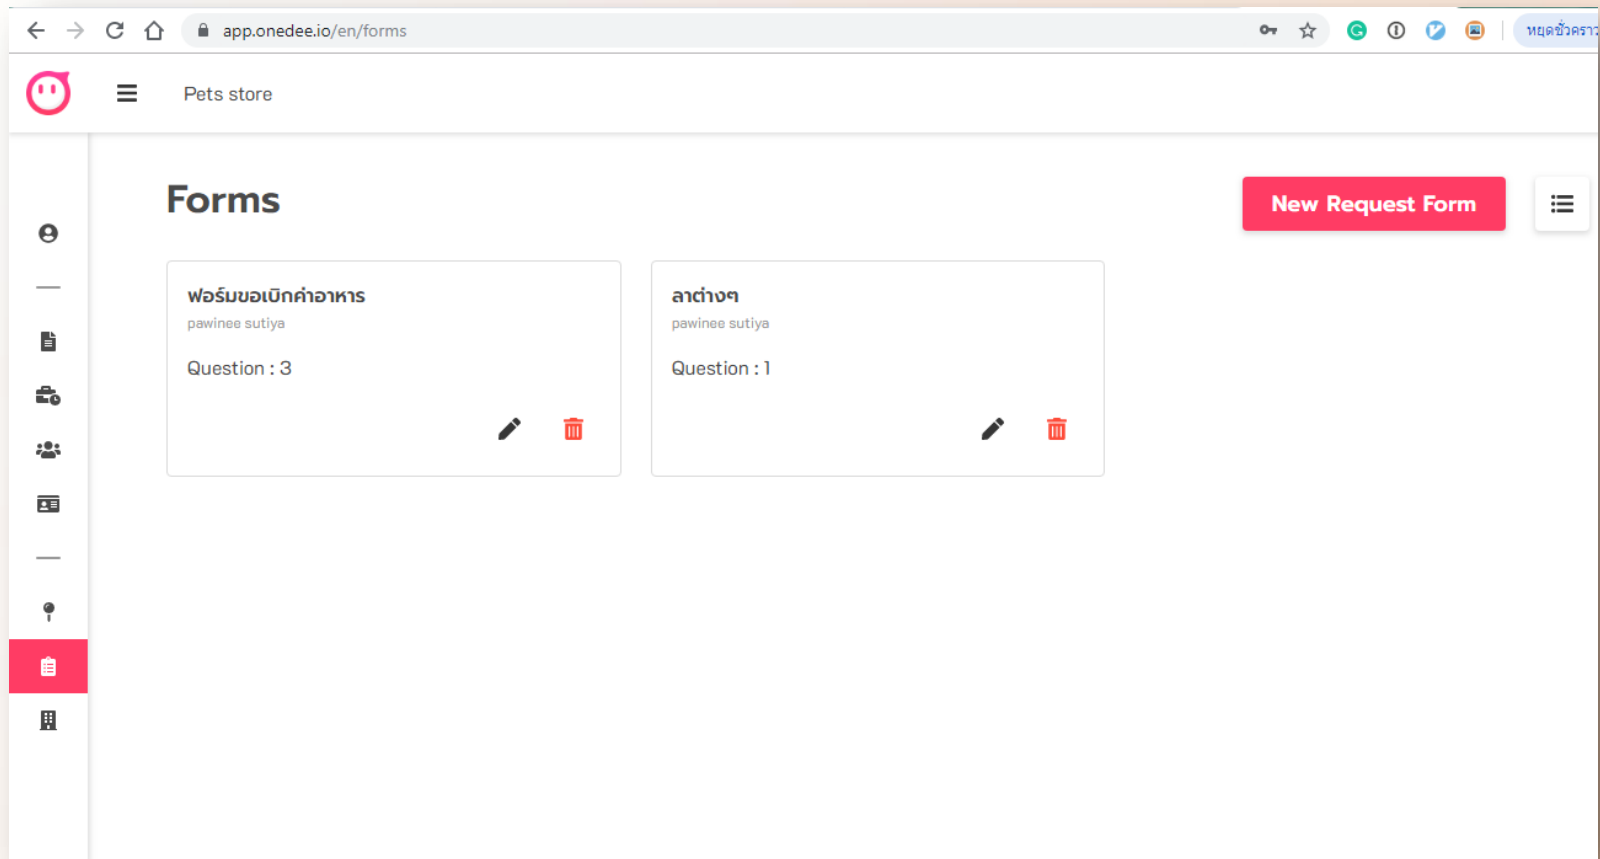 app.onedee.io/en/forms
หยุดชั่วครา
Pets store
Forms
New Request Form
ฟอร์มขอเบิกค่าอาหาร
pawinee sutiya
Question : 3
ลาต่างๆ
pawinee sutiya
Question : 1